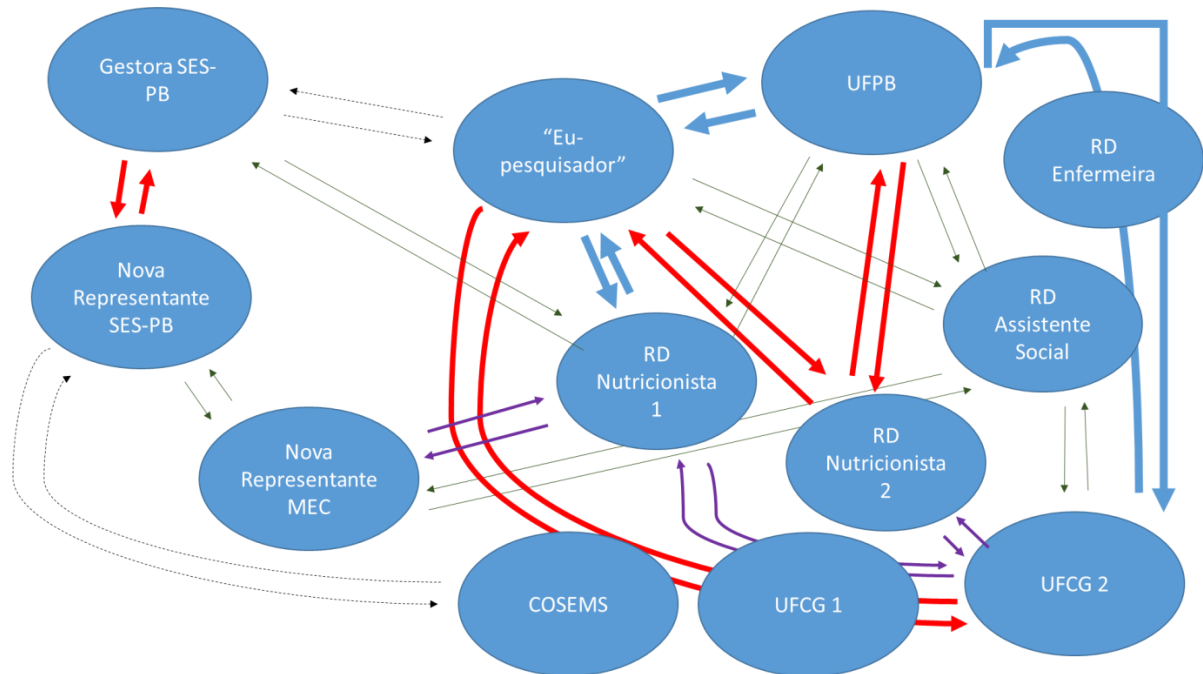 Gestora SES-
PB
“Eu-
pesquisador”
UFPB
RD
Enfermeira
Nova
Representante
SES-PB
RD
Assistente
Social
RD
Nutricionista
1
RD
Nutricionista
2
Nova
Representante
MEC
COSEMS
UFCG 1
UFCG 2